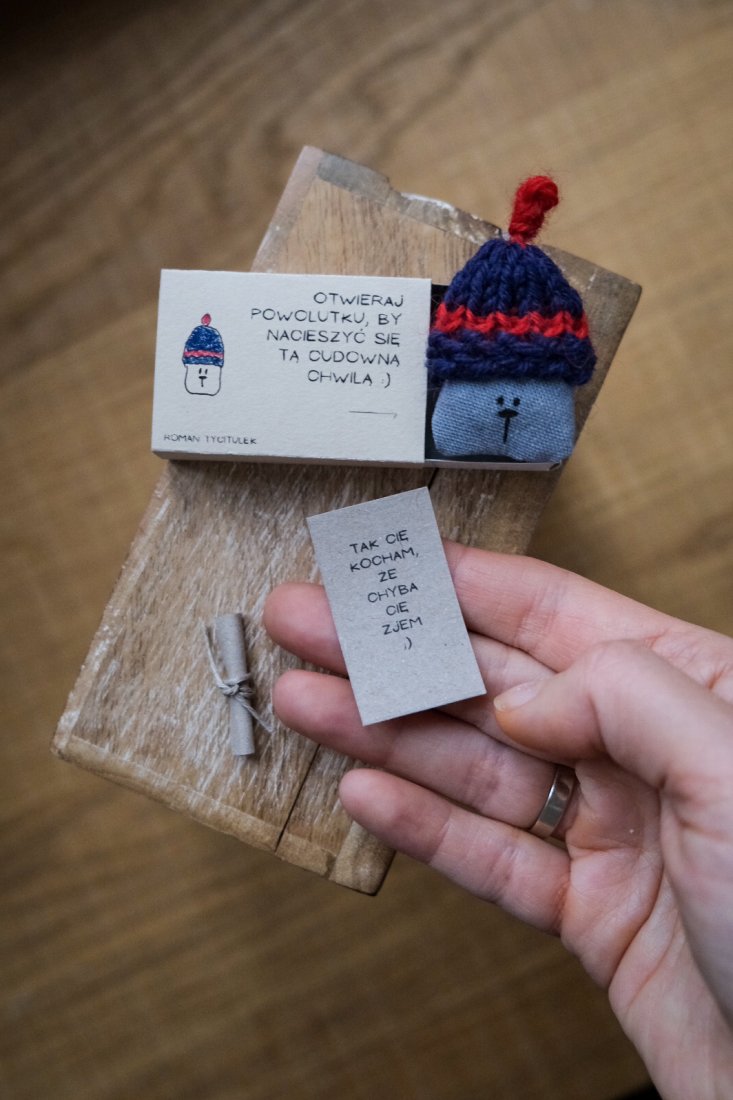 OTWIERAJ
POWOLUTKU, BY
NACIESZYĆ SIĘ
TĄ CUDOWNĄ
CHWILĄ :)
ROMAN TYCITULEK
TAK CIĘ
KOCHAM,
ŻE
CHYBA
CIĘ
ZJEM
;)